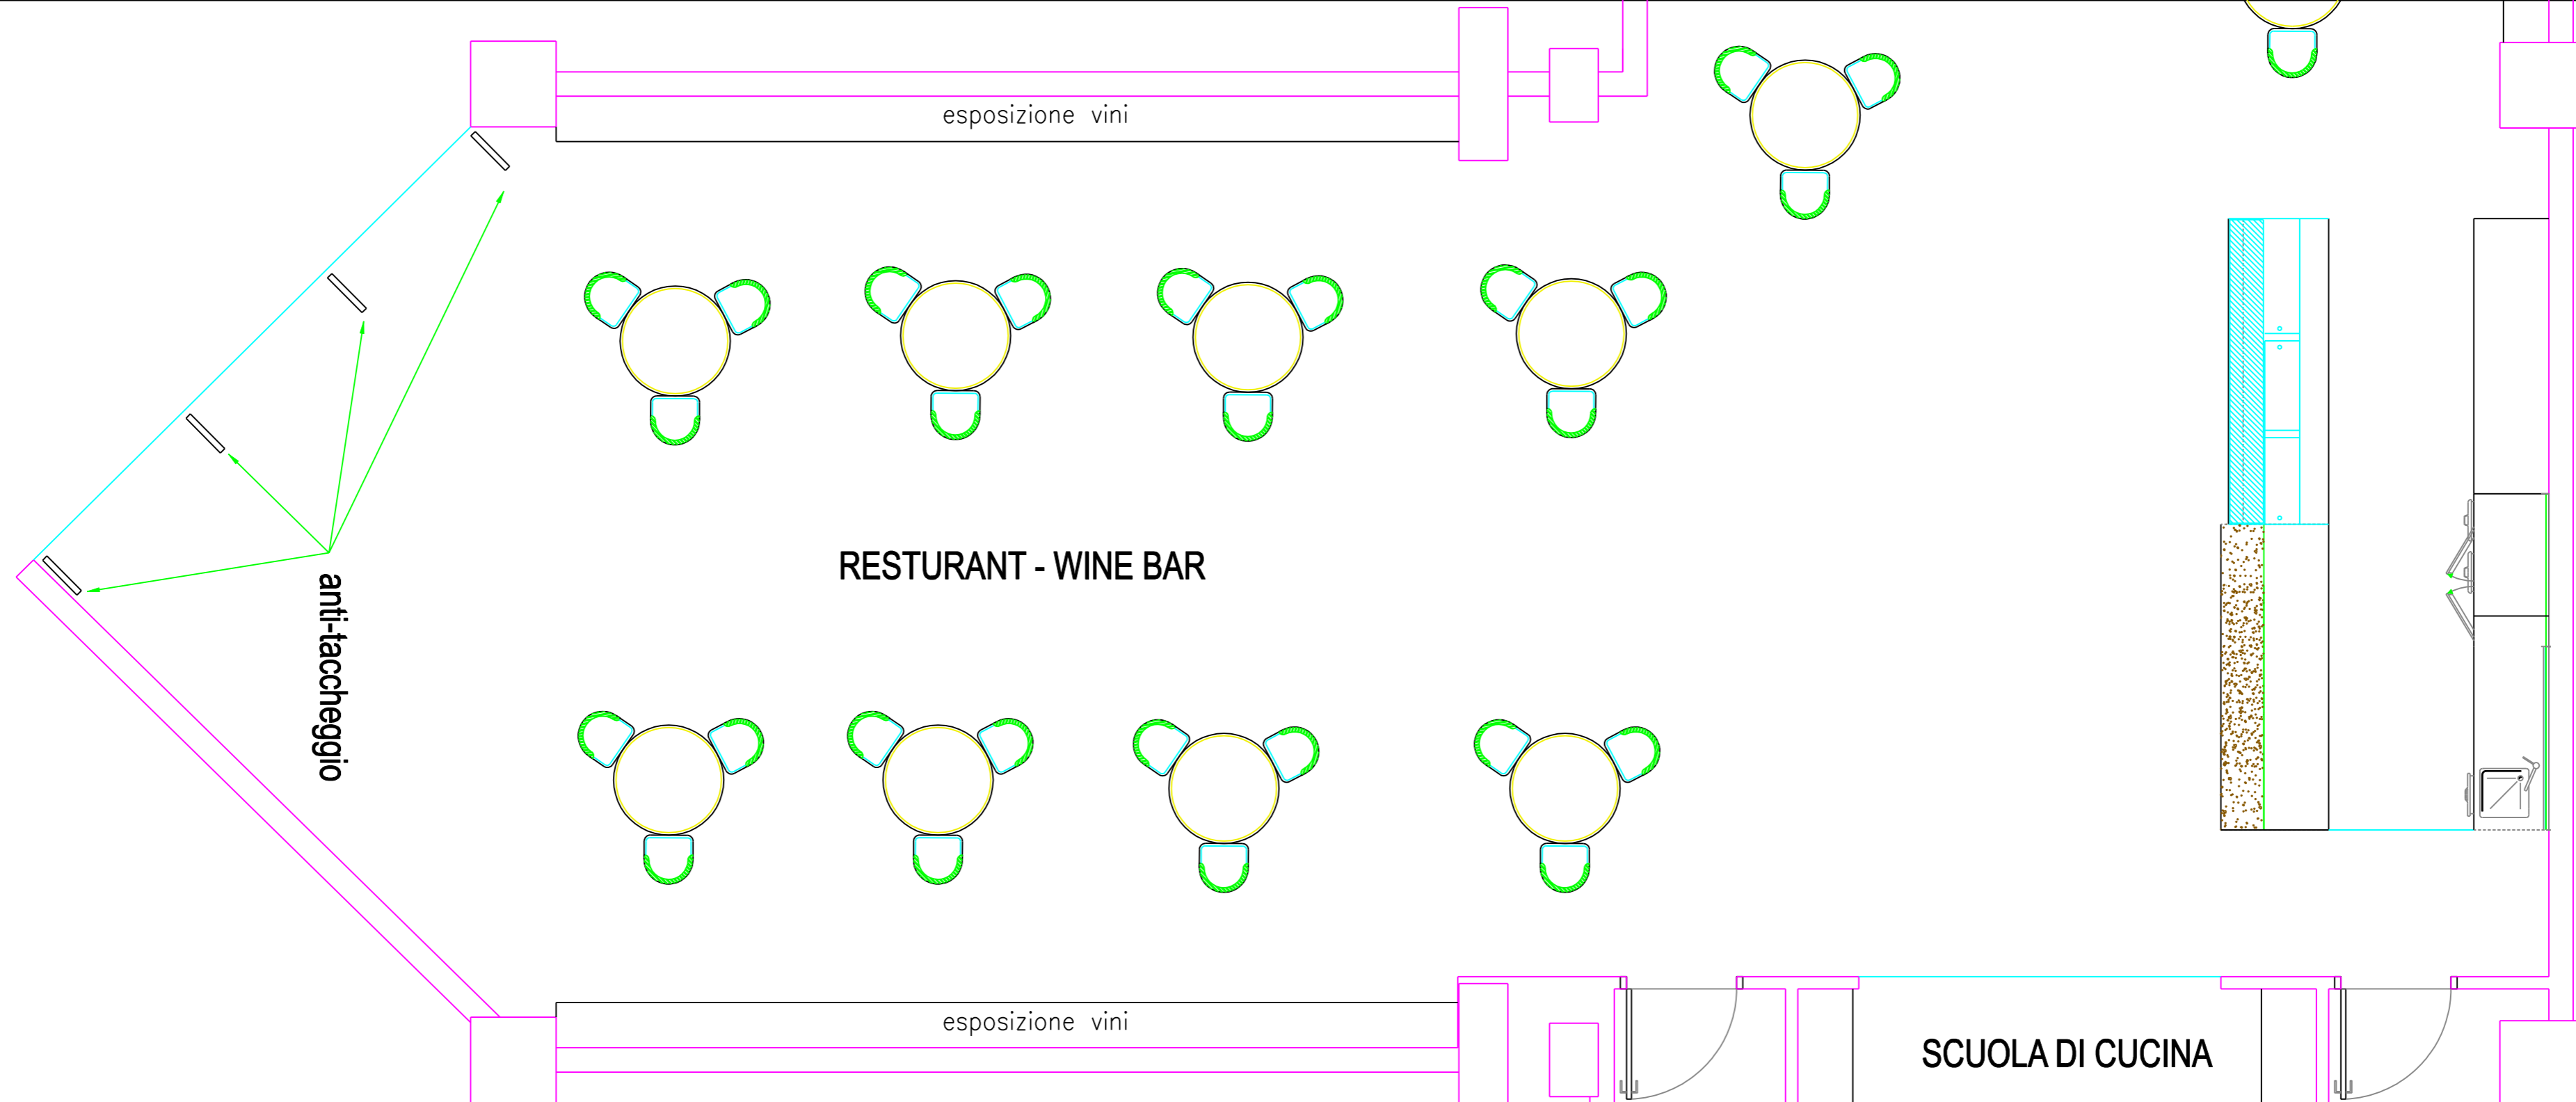 esposizione vini
RESTURANT - WINE BAR
anti-taccheggio
esposizione vini
SCUOLA DI CUCINA